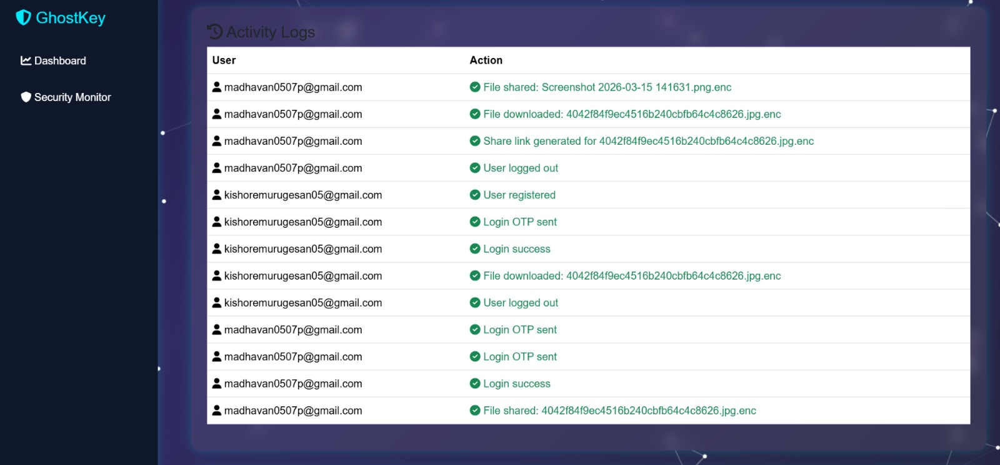 GhostKey
Dashboard
Security Monitor
Activity Logs
User Action
madhavan0507p@gmail.com File shared: Screenshot 2026-03-15 141631.png.enc
madhavan0507p@gmail.com File downloaded: 4042f84f9ec4516b240cbfb64c4c8626.jpg.enc
madhavan0507p@gmail.com Share link generated for 4042f84f9ec4516b240cbfb64c4c8626.jpg.enc
madhavan0507p@gmail.com User logged out
kishoremurugesan05@gmail.com User registered
kishoremurugesan05@gmail.com Login OTP sent
kishoremurugesan05@gmail.com Login success
kishoremurugesan05@gmail.com File downloaded: 4042f84f9ec4516b240cbfb64c4c8626.jpg.enc
kishoremurugesan05@gmail.com User logged out
madhavan0507p@gmail.com Login OTP sent
madhavan0507p@gmail.com Login OTP sent
madhavan0507p@gmail.com Login success
madhavan0507p@gmail.com File shared: 4042f84f9ec4516b240cbfb64c4c8626.jpg.enc